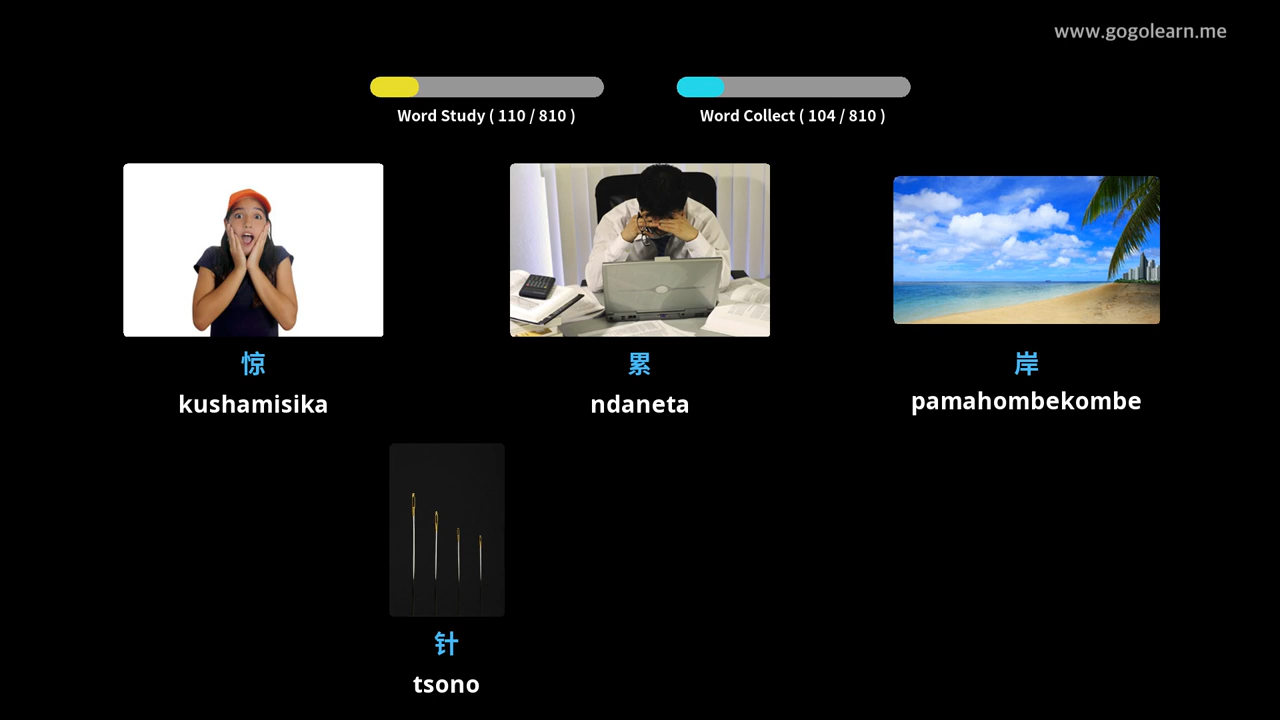 www.gogolearn.me
Word Study ( 110 / 810 )
Word Collect ( 104 / 810 )
惊
kushamisika
累
ndaneta
岸
pamahombekombe
针
tsono